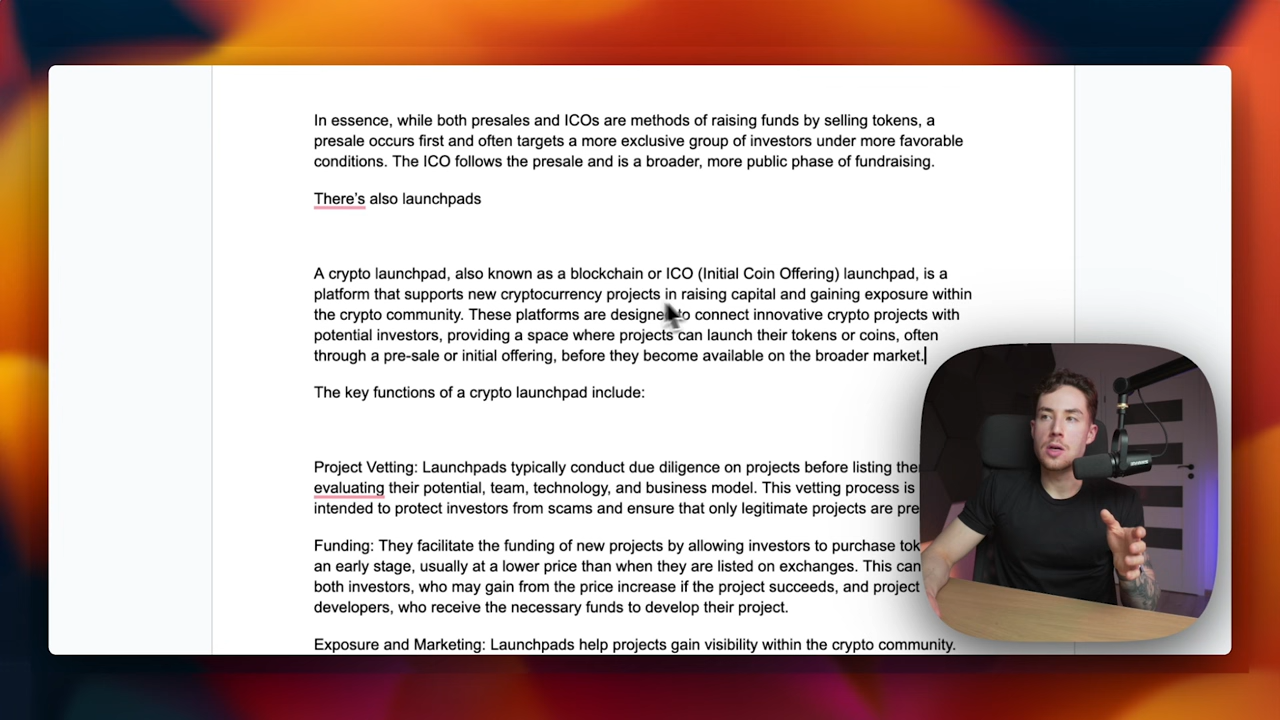 In essence, while both presales and ICOs are methods of raising funds by selling tokens, a
presale occurs first and often targets a more exclusive group of investors under more favorable
conditions. The ICO follows the presale and is a broader, more public phase of fundraising.
There's also launchpads
A crypto launchpad, also known as a blockchain or ICO (Initial Coin Offering) launchpad, is a
platform that supports new cryptocurrency projects in raising capital and gaining exposure within
the crypto community. These platforms are designed to connect innovative crypto projects with
potential investors, providing a space where projects can launch their tokens or coins, often
through a pre-sale or initial offering, before they become available on the broader market.
The key functions of a crypto launchpad include:
Project Vetting: Launchpads typically conduct due diligence on projects before listing
evaluating their potential, team, technology, and business model. This vetting process is
intended to protect investors from scams and ensure that only legitimate projects are
Funding: They facilitate the funding of new projects by allowing investors to purchase
an early stage, usually at a lower price than when they are listed on exchanges. This can
both investors, who may gain from the price increase if the project succeeds, and project
developers, who receive the necessary funds to develop their project.
Exposure and Marketing: Launchpads help projects gain visibility within the crypto community.